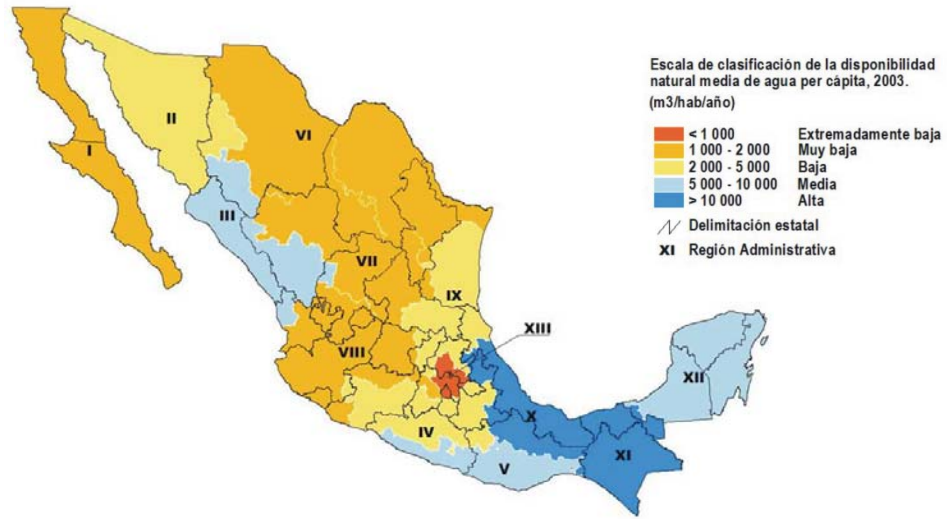 Escala de clasificación de la disponibilidad
natural media de agua per cápita, 2003.
(m3/hab/año)
< 1 000 Extremadamente baja
1 000 - 2 000 Muy baja
2 000 - 5 000 Baja
5 000 - 10 000 Media
> 10 000 Alta
Delimitación estatal
XI Región Administrativa
I
II
III
VI
VII
VIII
IX
XIII
IV
V
X
XI
XII